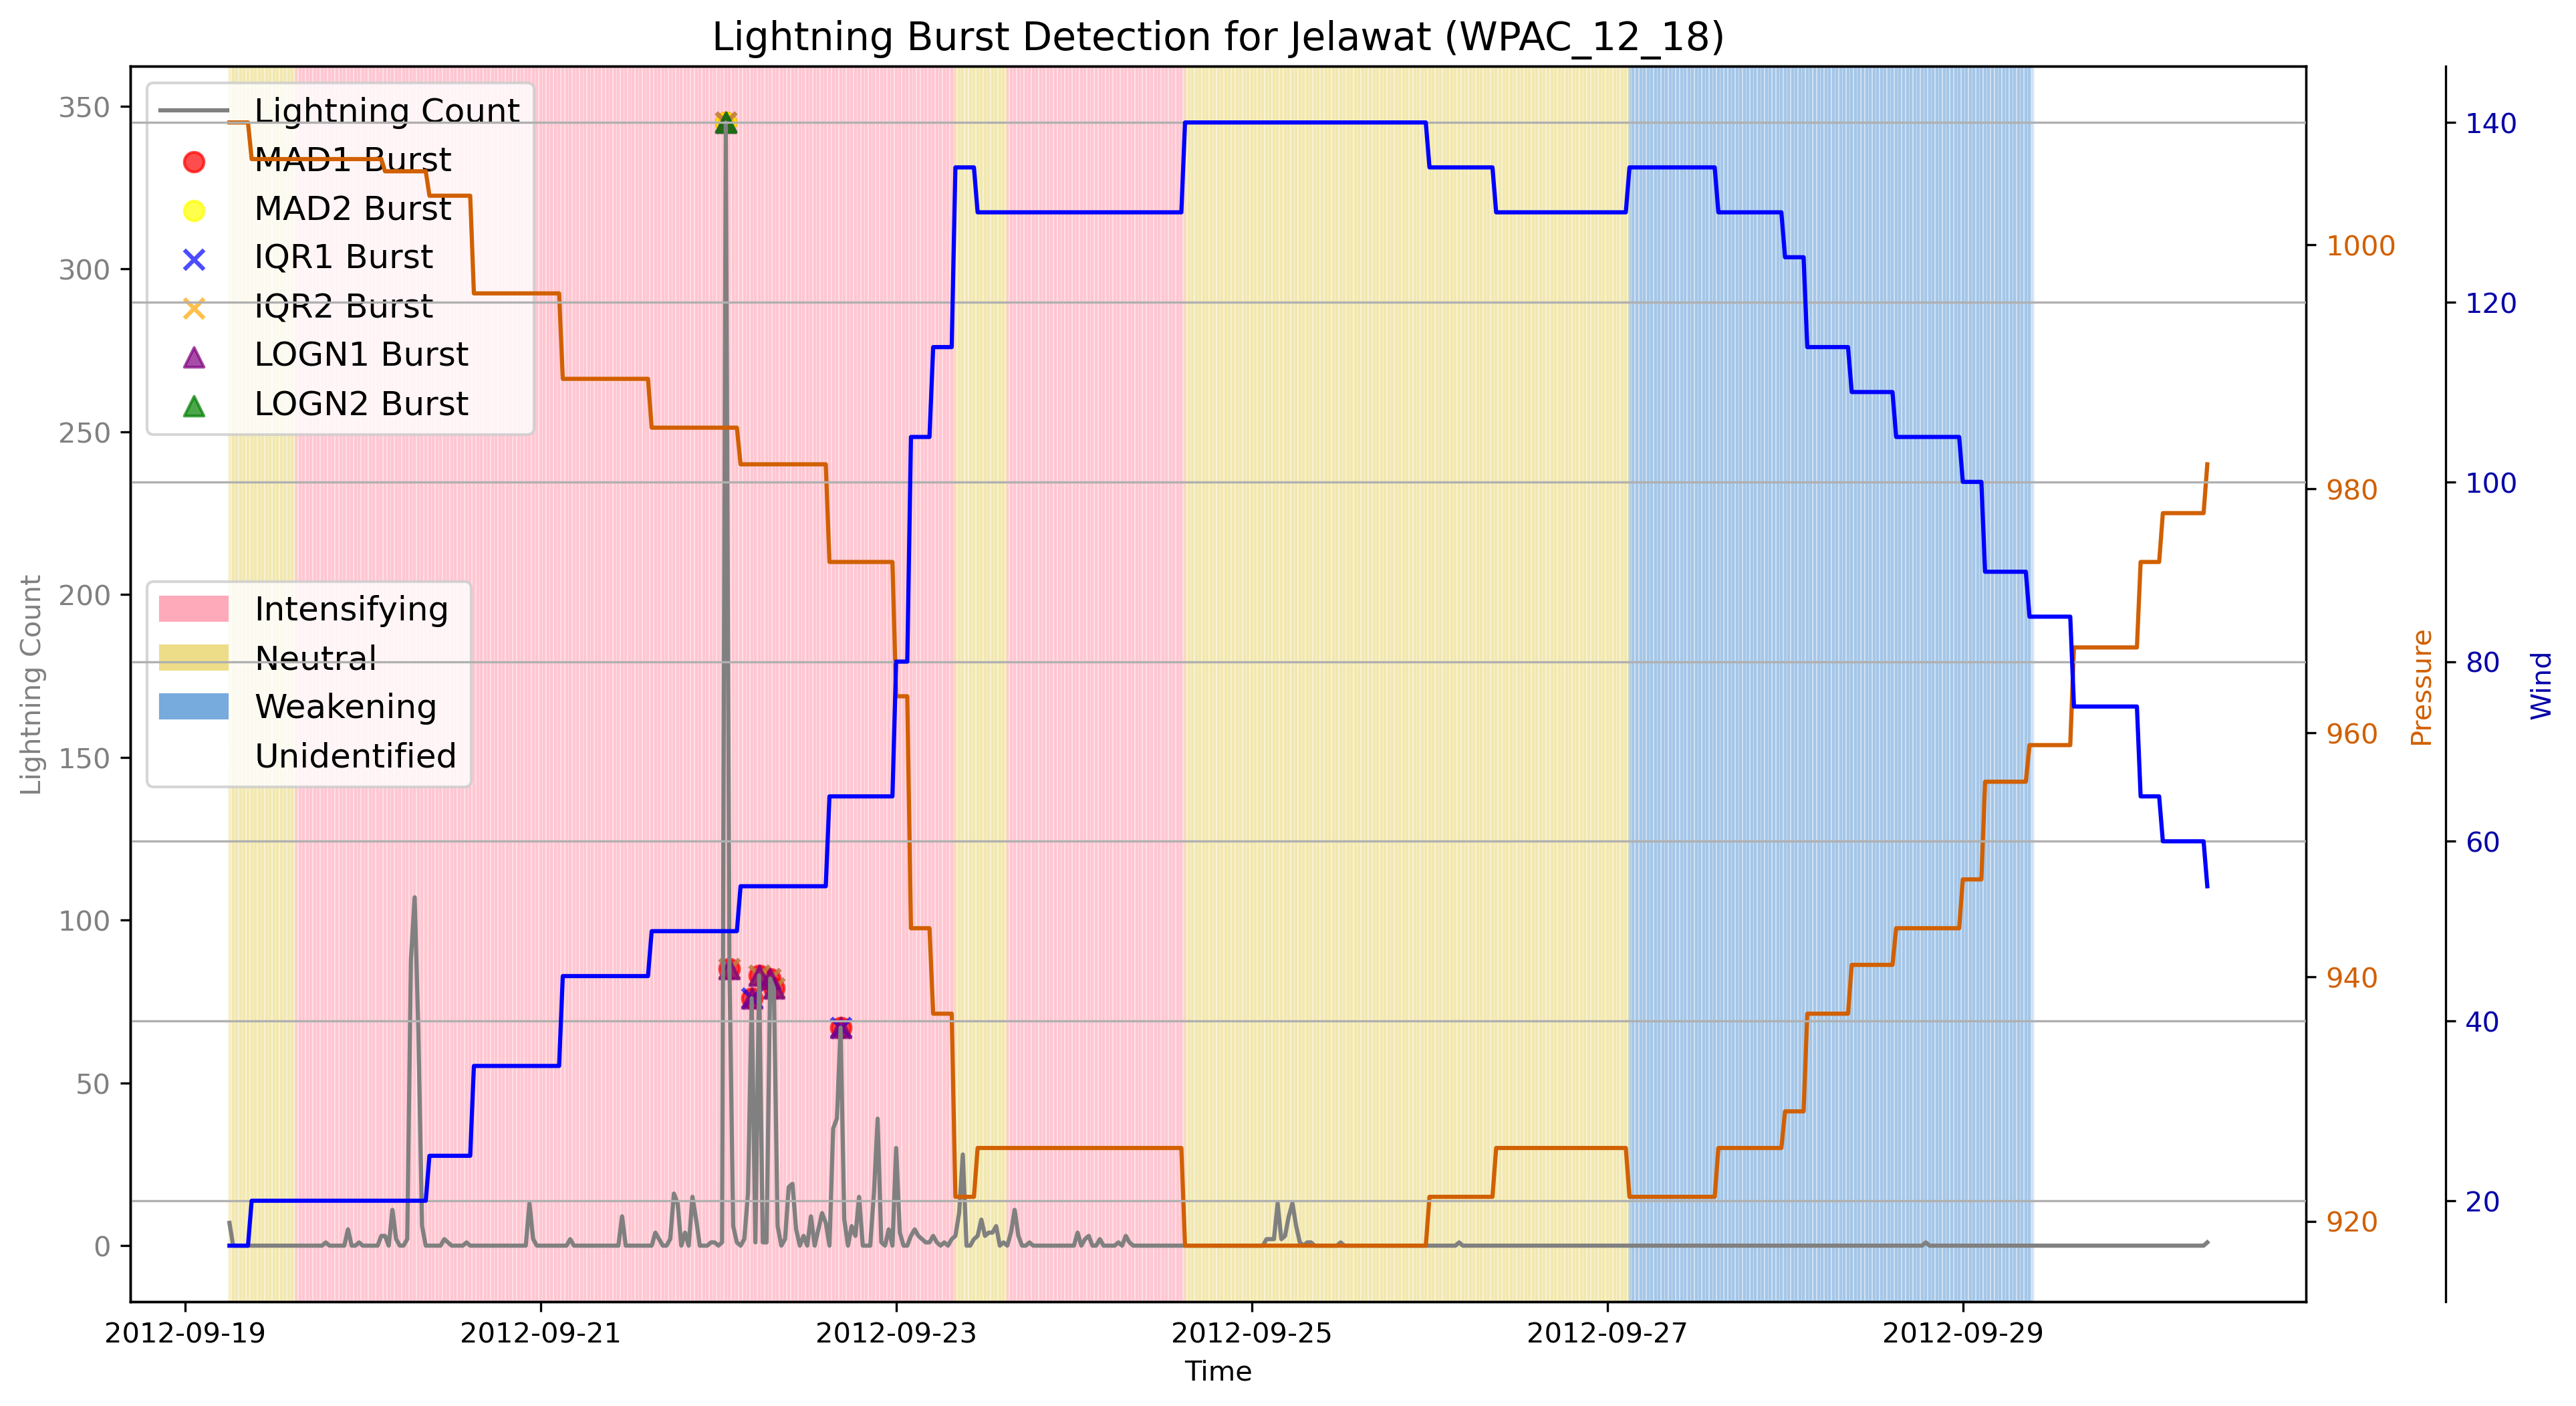 Lightning Burst Detection for Jelawat (WPAC_12_18)
Lightning Count
MAD1 Burst
MAD2 Burst
IQR1 Burst
IQR2 Burst
LOGN1 Burst
LOGN2 Burst
Intensifying
Neutral
Weakening
Unidentified
350
300
250
200
150
100
50
0
Lightning Count
1000
980
960
940
920
Pressure
140
120
100
80
60
40
20
Wind
2012-09-19
2012-09-21
2012-09-23
2012-09-25
2012-09-27
2012-09-29
Time